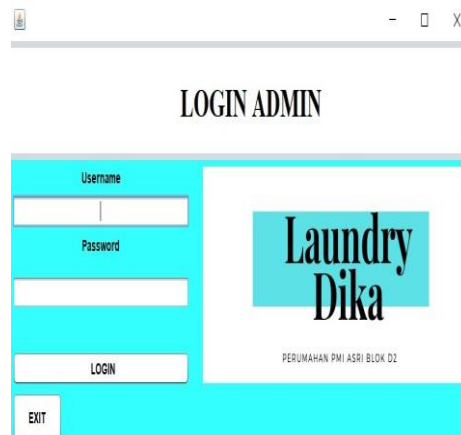 LOGIN ADMIN
Username
Password
LOGIN
EXIT
Laundry
Dika
PERUMAHAN PMI ASRI BLOK D2